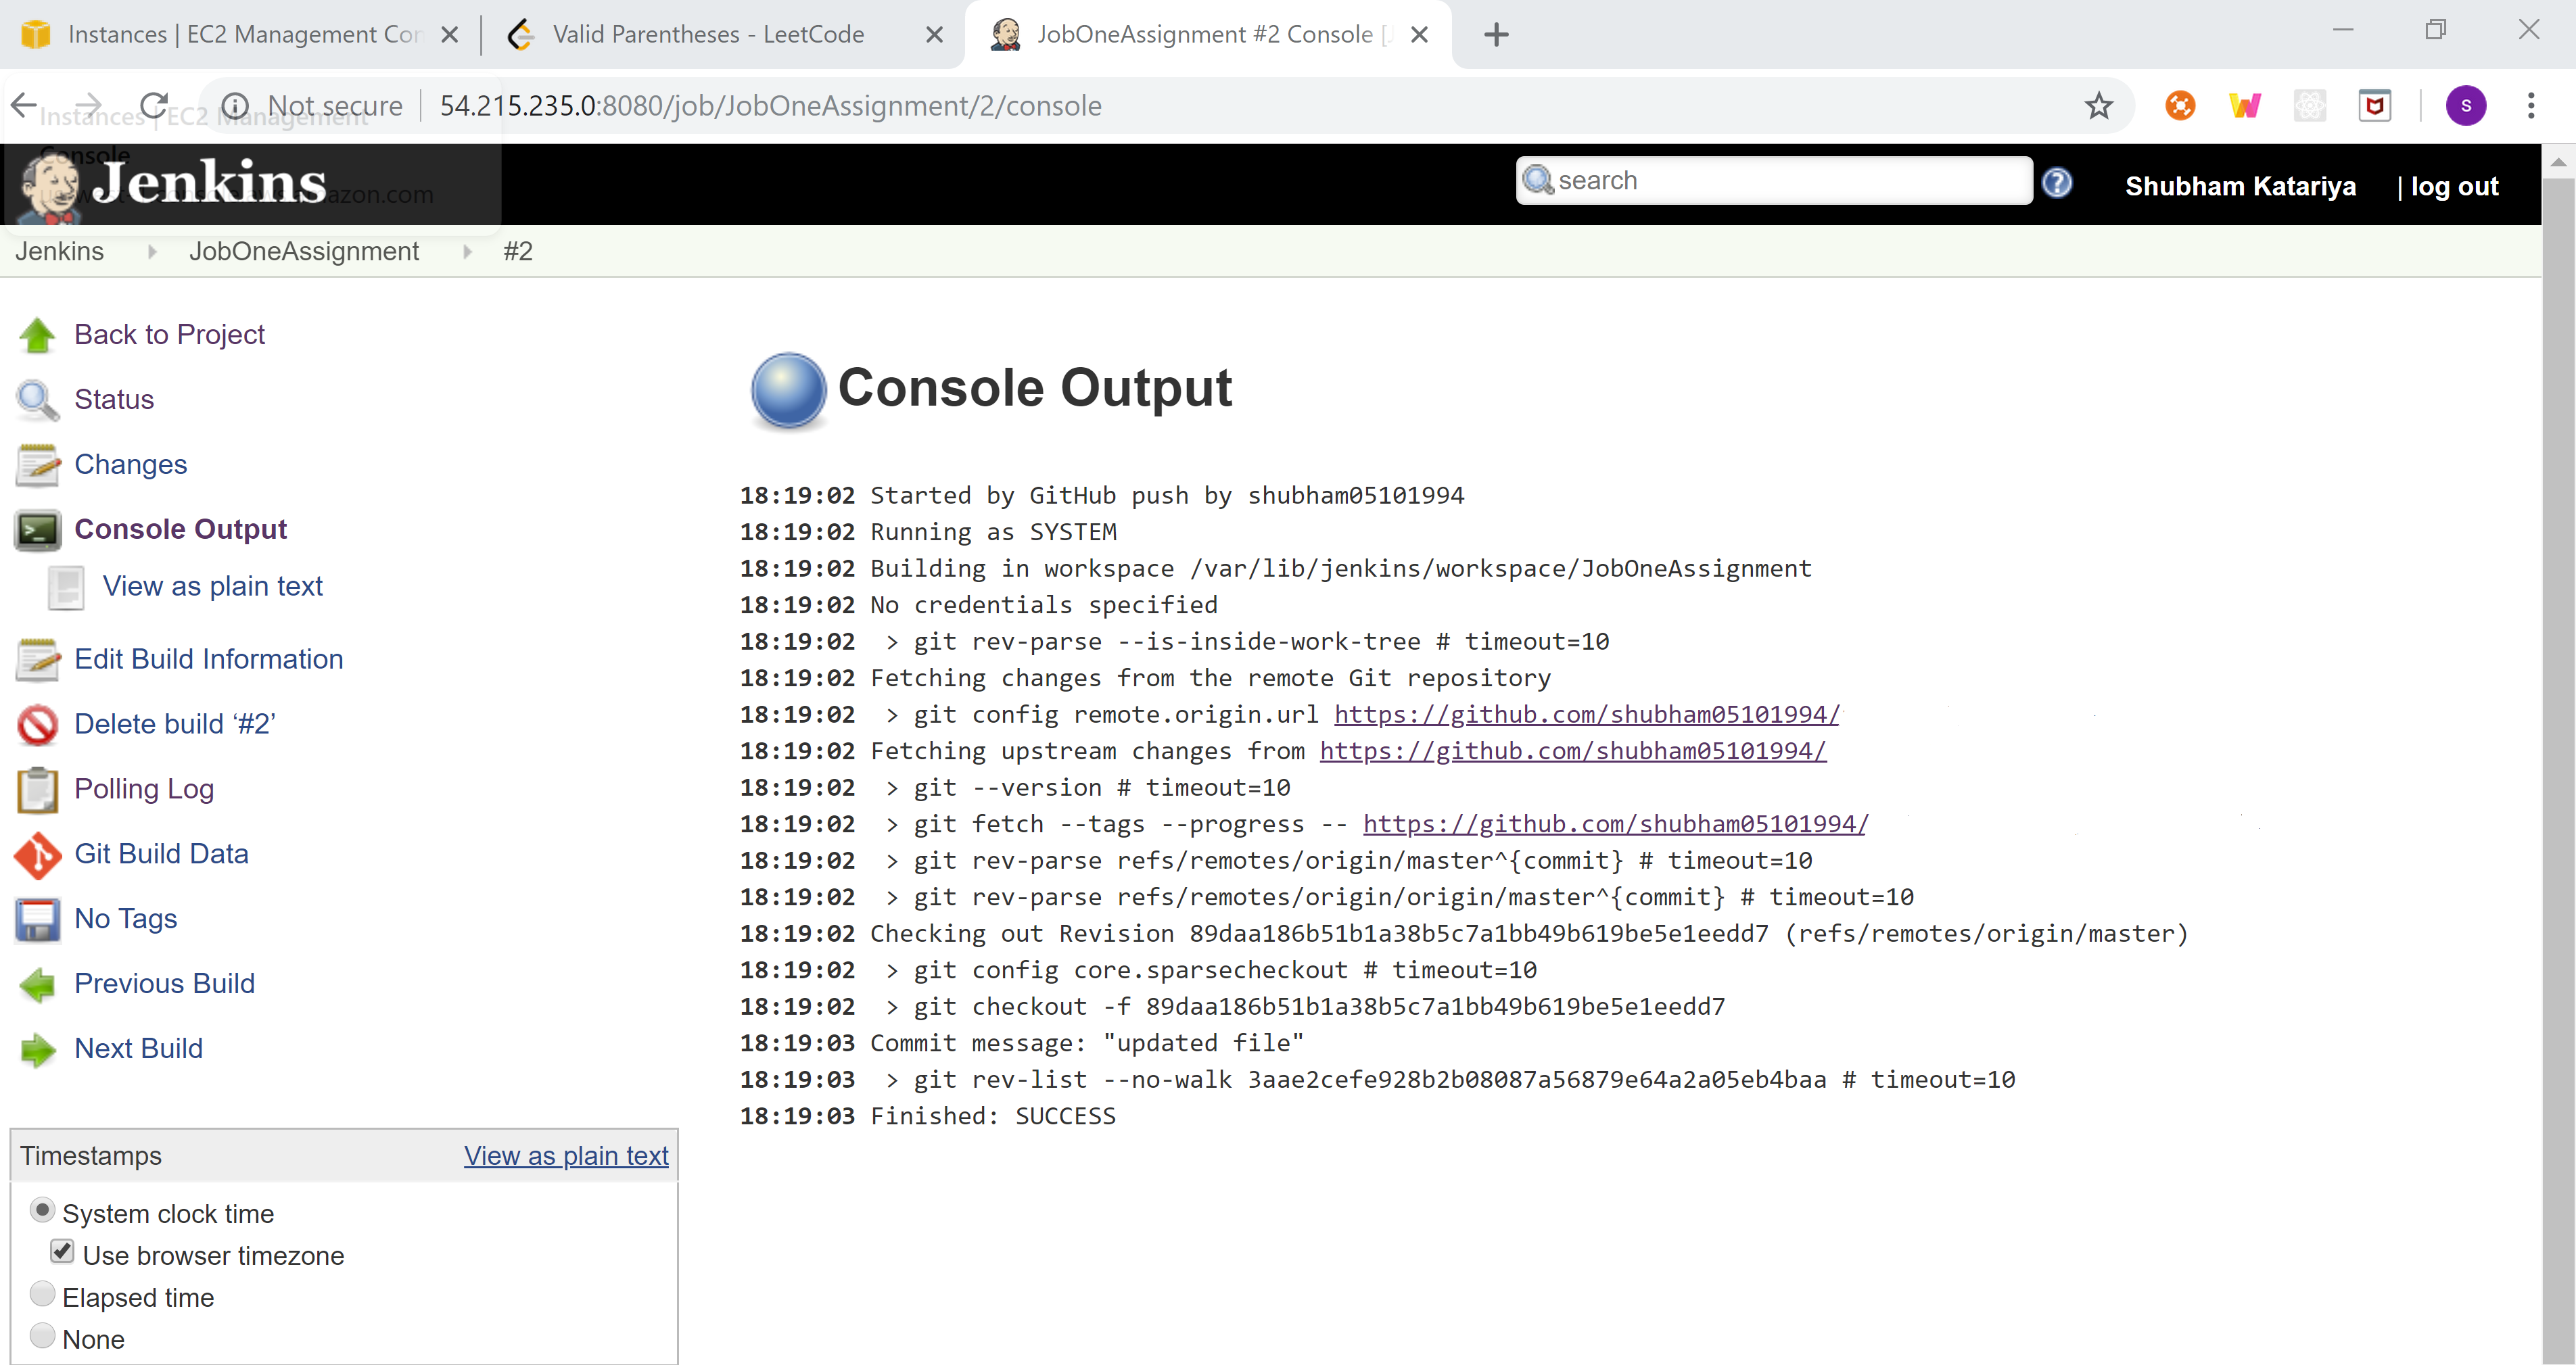 Instances | EC2 Management Con
Valid Parentheses - LeetCode
JobOneAssignment #2 Console [J
Not secure
54.215.235.0:8080/job/JobOneAssignment/2/console
S
Instances | EC2 Management
Console
Jenkins
search
Shubham Katariya
| log out
Jenkins
JobOneAssignment
#2
Back to Project
Status
Changes
Console Output
View as plain text
Edit Build Information
Delete build ‘#2’
Polling Log
Git Build Data
No Tags
Previous Build
Next Build
Timestamps
View as plain text
System clock time
Use browser timezone
Elapsed time
None
Console Output
18:19:02 Started by GitHub push by shubham05101994
18:19:02 Running as SYSTEM
18:19:02 Building in workspace /var/lib/jenkins/workspace/JobOneAssignment
18:19:02 No credentials specified
18:19:02  > git rev-parse --is-inside-work-tree # timeout=10
18:19:02 Fetching changes from the remote Git repository
18:19:02  > git config remote.origin.url https://github.com/shubham05101994/
18:19:02 Fetching upstream changes from https://github.com/shubham05101994/
18:19:02  > git --version # timeout=10
18:19:02  > git fetch --tags --progress -- https://github.com/shubham05101994/
18:19:02  > git rev-parse refs/remotes/origin/master^{commit} # timeout=10
18:19:02  > git rev-parse refs/remotes/origin/origin/master^{commit} # timeout=10
18:19:02 Checking out Revision 89daa186b51b1a38b5c7a1bb49b619be5e1eedd7 (refs/remotes/origin/master)
18:19:02  > git config core.sparsecheckout # timeout=10
18:19:02  > git checkout -f 89daa186b51b1a38b5c7a1bb49b619be5e1eedd7
18:19:03 Commit message: "updated file"
18:19:03  > git rev-list --no-walk 3aae2cefe928b2b08087a56879e64a2a05eb4baa # timeout=10
18:19:03 Finished: SUCCESS